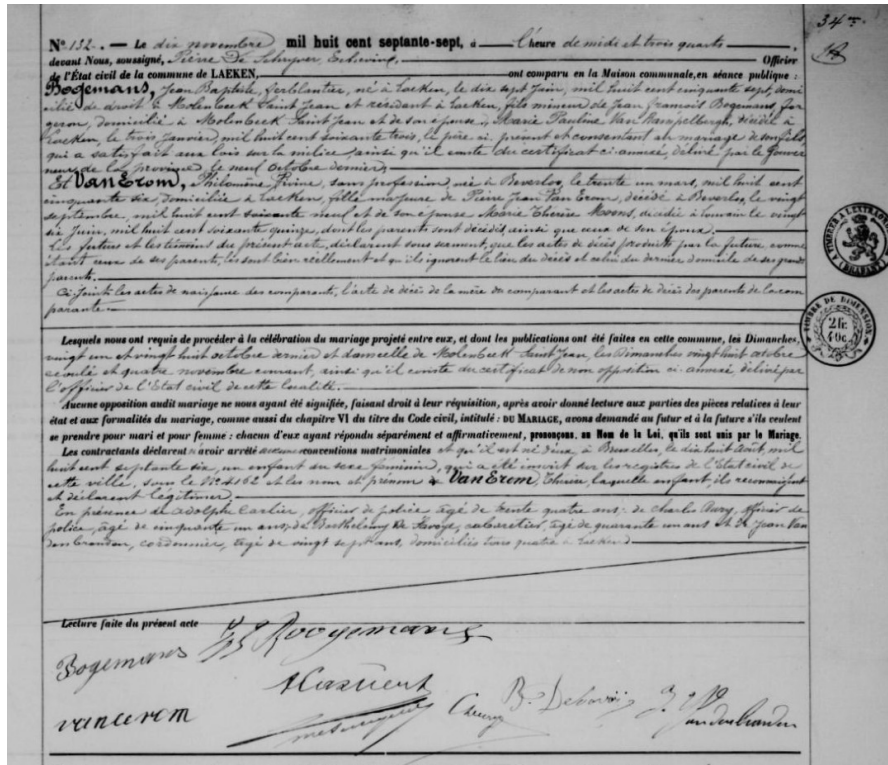 34
N° 132. — Le dix novembre mil huit cent septante-sept, à l'heure de midi et trois quarts,
devant Nous, soussigné, Pierre De Schryver, Echevin, Officier
de l'État civil de la commune de LAEKEN, ont comparu en la Maison communale, en séance publique :
Bogemans, Jean Baptiste, ferblantier, né à Laeken, le dix sept Juin, mil huit cent cinquante sept, domi
cilié de droit à Molenbeek Saint Jean et résidant à Laeken, fils mineur de Jean François Bogemans, for
geron, domicilié à Molenbeek Saint Jean et de son épouse, Marie Pauline Van, décédée à
Laeken, le trois Janvier, mil huit cent soixante trois, le père ici présent et consentant au mariage de son fils,
qui a satisfait aux lois sur la milice, ainsi qu'il conste du certificat ci-annexé, délivré par le Gouver
neur de la province le neuf Octobre dernier,
Et Van Erom, Philomène, sans profession, née à Beverloo, le trente un mars, mil huit cent
cinquante six, domiciliée à Laeken, fille majeure de Pierre Jean Van Erom, décédé à Beverloo, le vingt
septembre, mil huit cent soixante neuf et de son épouse Marie Thérèse Moons, décédée à Louvain le vingt
six Juin, mil huit cent soixante quinze, dont les parents sont décédés, ainsi que ceux de son époux.
Les futurs et les témoins du présent acte, déclarent sous serment, que les actes de décès produits par la future comme
étant ceux de ses parents, les sont bien réellement et qu'ils ignorent le lieu du décès et celui du dernier domicile de ses grands
parents.
Ci-joint les actes de naissance des comparants, l'acte de décès de la mère du comparant et les actes de décès des parents de la com
parante.
TIMBRE DE DIMENSION
2 fr. 40 c.
Lesquels nous ont requis de procéder à la célébration du mariage projeté entre eux, et dont les publications ont été faites en cette commune, les Dimanches,
vingt un et vingt huit octobre dernier et dans celle de Molenbeek Saint Jean, les Dimanches vingt huit octobre
écoulé et quatre novembre courant, ainsi qu'il conste du certificat de non opposition ci-annexé délivré par
l'officier de l'État civil de cette localité.
Aucune opposition audit mariage ne nous ayant été signifiée, faisant droit à leur réquisition, après avoir donné lecture aux parties des pièces relatives à leur
état et aux formalités du mariage, comme aussi du chapitre VI du titre du Code civil, intitulé : DU MARIAGE, avons demandé au futur et à la future s'ils veulent
se prendre pour mari et pour femme : chacun d'eux ayant répondu séparément et affirmativement, prononçons, au Nom de la Loi, qu'ils sont unis par le Mariage.
Les contractants déclarent avoir arrêté conventions matrimoniales et qu'il est né d'eux, à Bruxelles, le dix huit Août, mil
huit cent septante six, un enfant du sexe féminin, qui a été inscrit sur les registres de l'État civil de
cette ville, sous le N° 4162 et les nom et prénom de Van Erom, Thérèse, laquelle enfant, ils reconnaissent
et déclarent légitimer.
En présence de Adolphe Carlier, officier de police, âgé de trente quatre ans; de Charles, officier de
police, âgé de cinquante un ans; de Barthélemy, cabaretier, âgé de quarante un ans et de Jean Van
den Branden, cordonnier, âgé de vingt sept ans, domiciliés tous quatre à Laeken.
Lecture faite du présent acte
Bogemans
vancerom